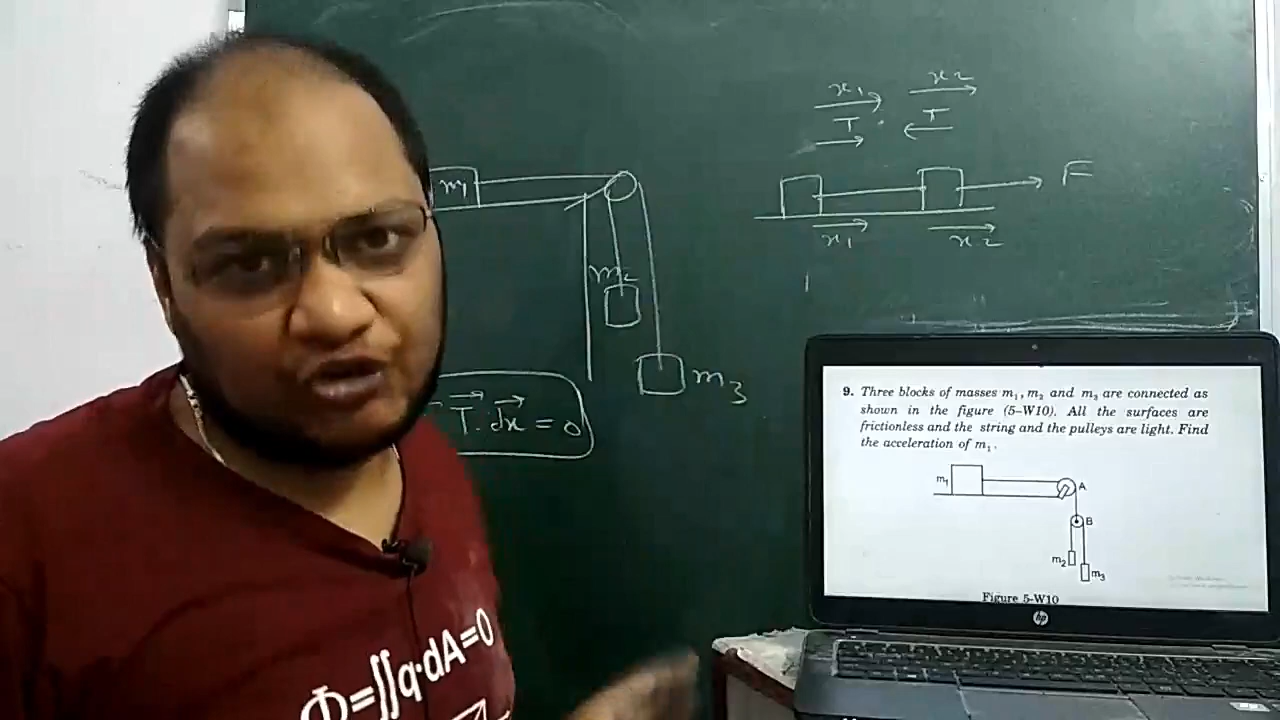 x₁ x₂
T T
F
x₁ x₂
m₁
m₂
m₃
T⃗. dx⃗ = 0
9. Three blocks of masses m₁, m₂ and m₃ are connected as
shown in the figure (5–W10). All the surfaces are
frictionless and the string and the pulleys are light. Find
the acceleration of m₁.
m₁ A
B
m₂
m₃
Figure 5-W10
hp
Φ=∫∫q·dA=0